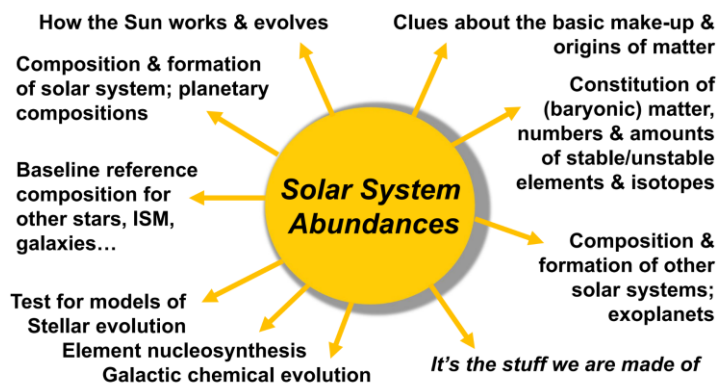 How the Sun works & evolves
Clues about the basic make-up &
origins of matter
Composition & formation
of solar system; planetary
compositions
Constitution of
(baryonic) matter,
numbers & amounts
of stable/unstable
elements & isotopes
Baseline reference
composition for
other stars, ISM,
galaxies…
Solar System
Abundances
Composition &
formation of other
solar systems;
exoplanets
Test for models of
Stellar evolution
Element nucleosynthesis
Galactic chemical evolution
It's the stuff we are made of